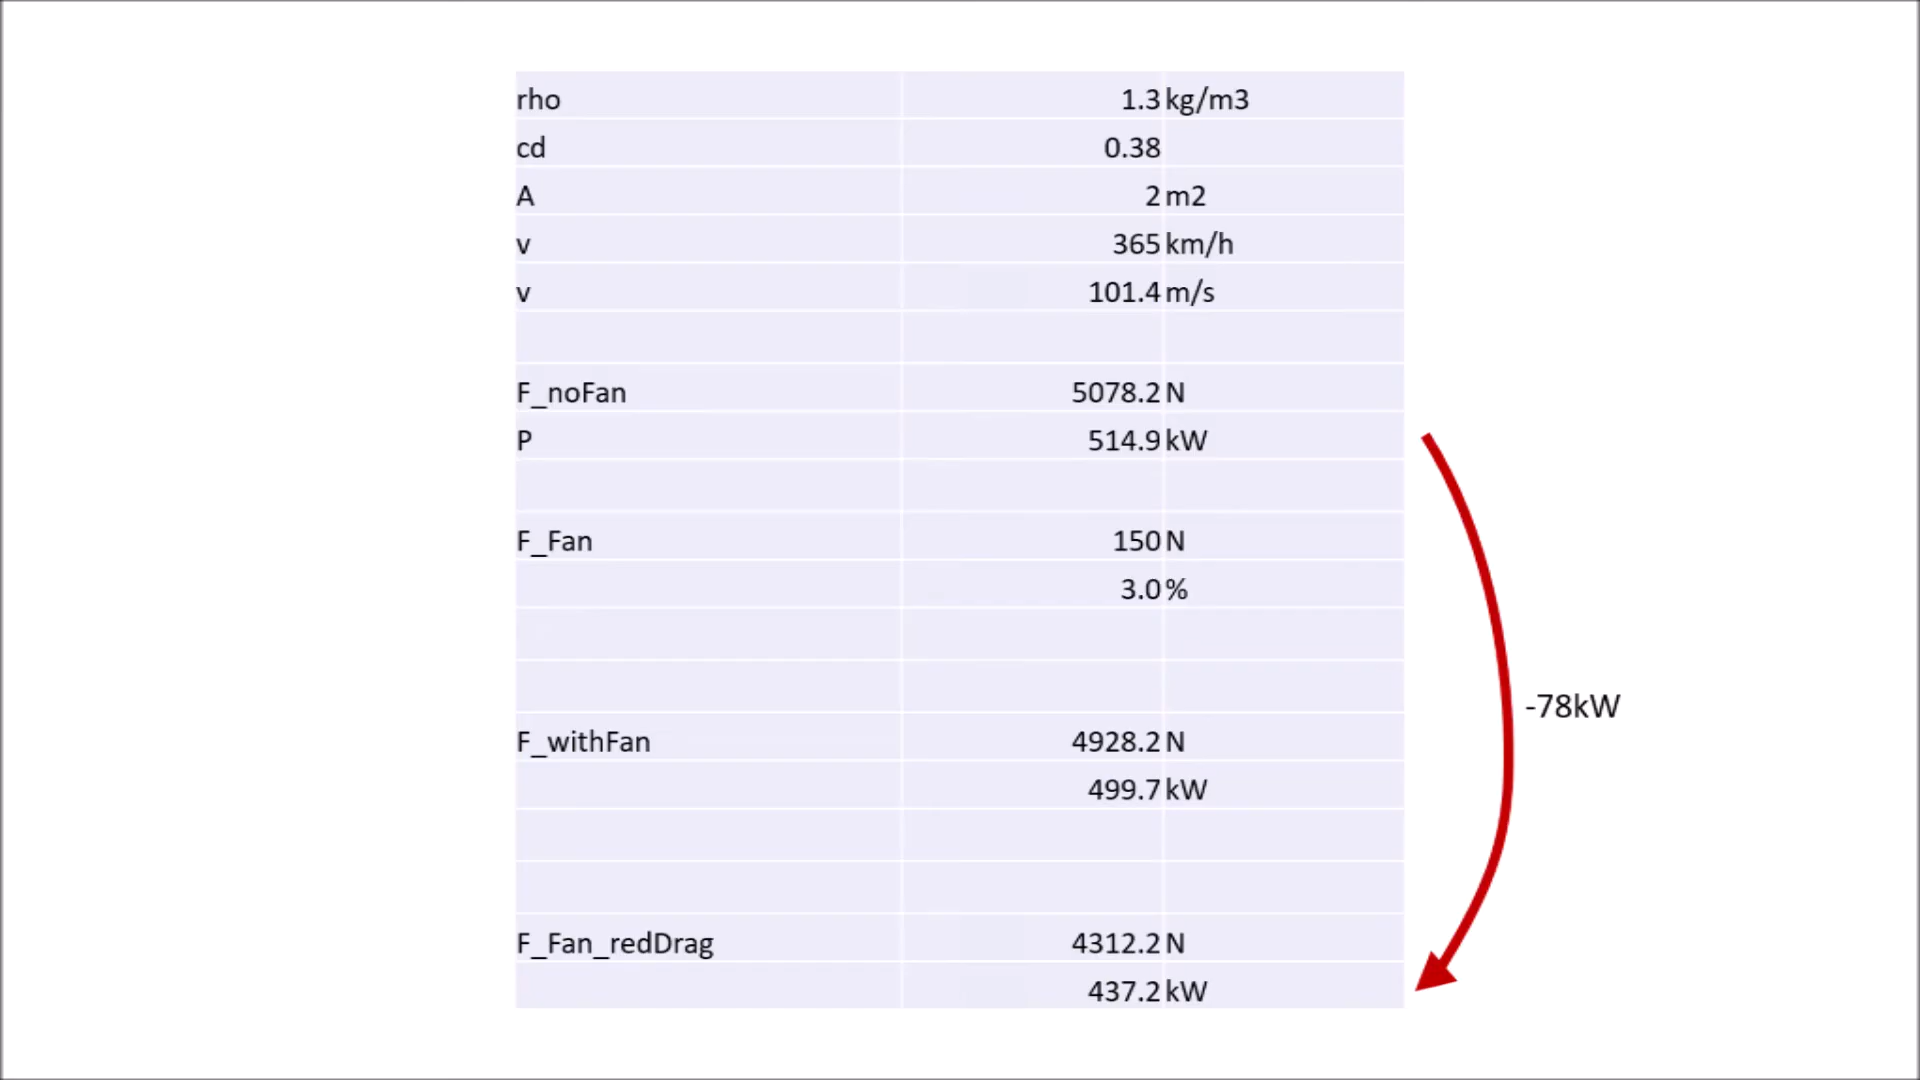 rho 1.3 kg/m3
cd 0.38
A 2 m2
v 365 km/h
v 101.4 m/s
F_noFan 5078.2 N
P 514.9 kW
F_Fan 150 N
3.0 %
-78kW
F_withFan 4928.2 N
499.7 kW
F_Fan_redDrag 4312.2 N
437.2 kW